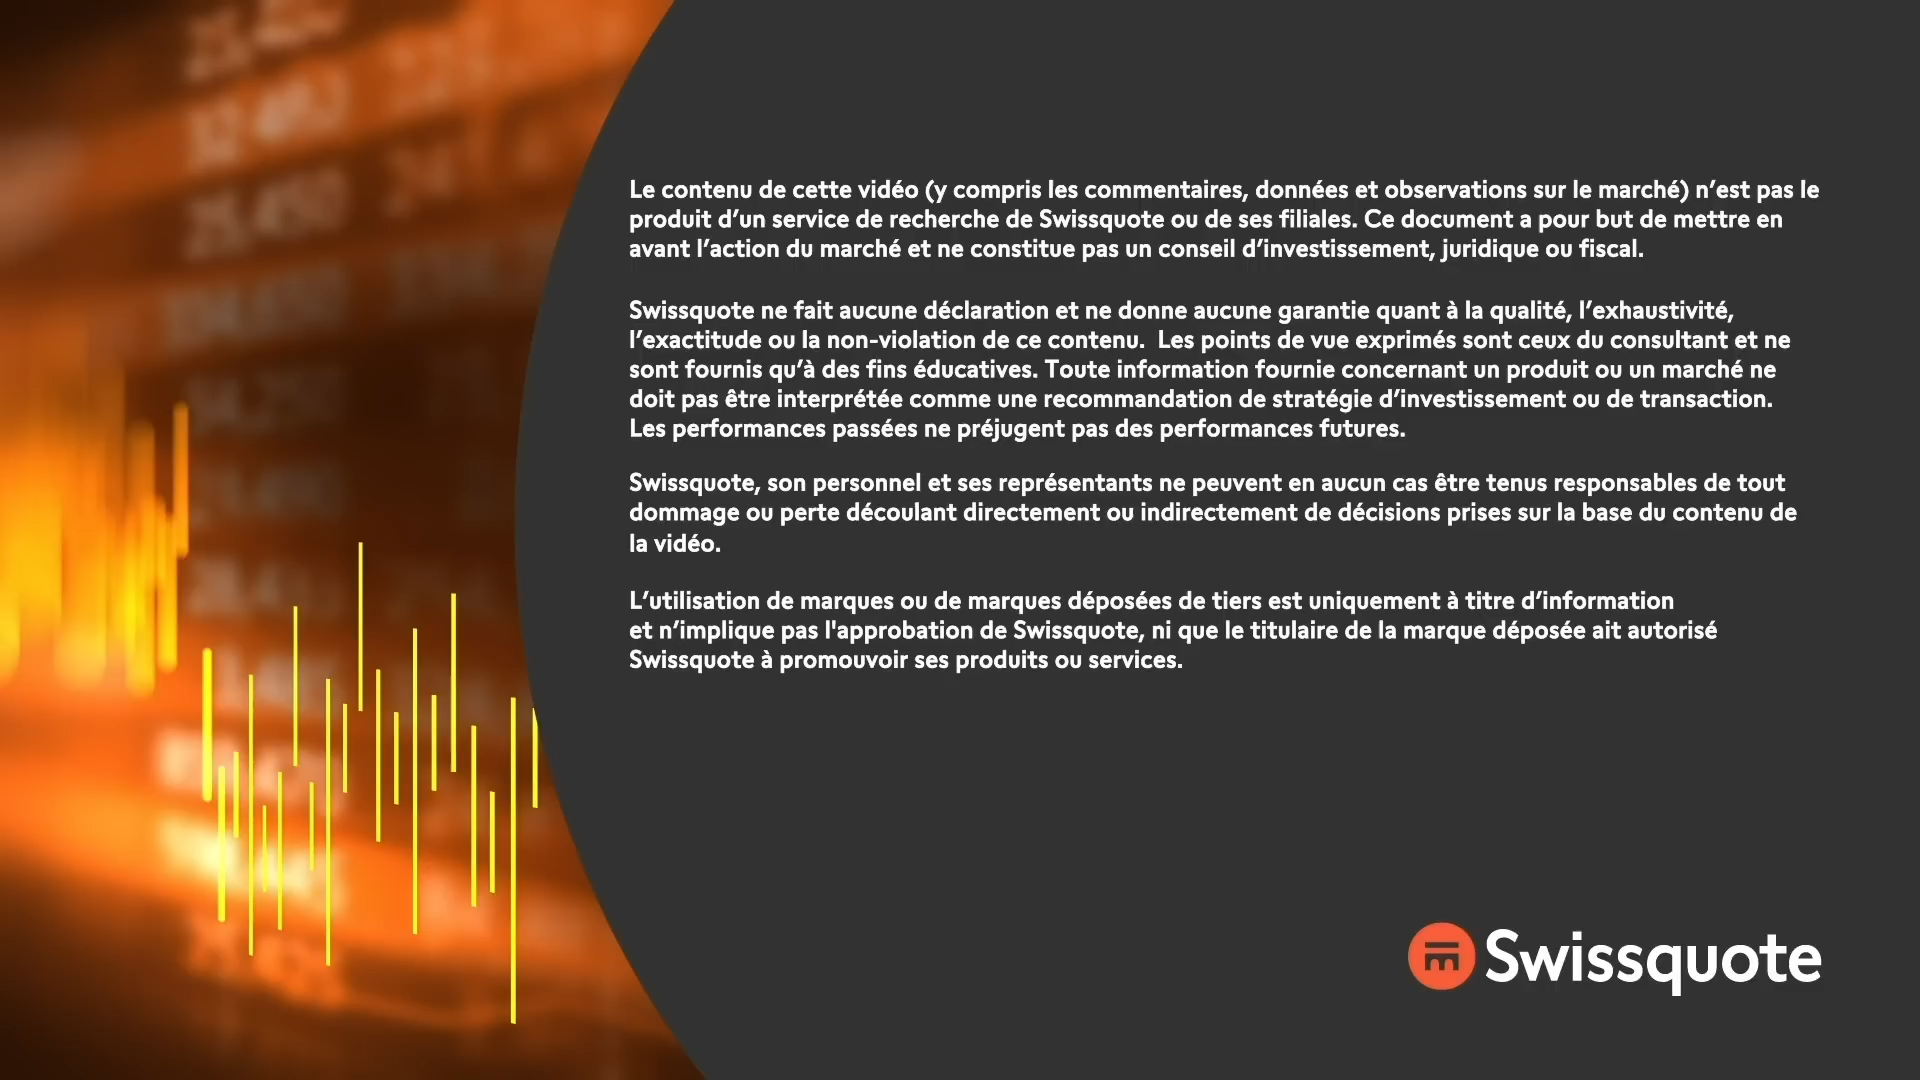 Le contenu de cette vidéo (y compris les commentaires, données et observations sur le marché) n’est pas le
produit d’un service de recherche de Swissquote ou de ses filiales. Ce document a pour but de mettre en
avant l’action du marché et ne constitue pas un conseil d’investissement, juridique ou fiscal.
Swissquote ne fait aucune déclaration et ne donne aucune garantie quant à la qualité, l’exhaustivité,
l’exactitude ou la non-violation de ce contenu.  Les points de vue exprimés sont ceux du consultant et ne
sont fournis qu’à des fins éducatives. Toute information fournie concernant un produit ou un marché ne
doit pas être interprétée comme une recommandation de stratégie d’investissement ou de transaction.
Les performances passées ne préjugent pas des performances futures.
Swissquote, son personnel et ses représentants ne peuvent en aucun cas être tenus responsables de tout
dommage ou perte découlant directement ou indirectement de décisions prises sur la base du contenu de
la vidéo.
L’utilisation de marques ou de marques déposées de tiers est uniquement à titre d’information
et n’implique pas l'approbation de Swissquote, ni que le titulaire de la marque déposée ait autorisé
Swissquote à promouvoir ses produits ou services.
Swissquote